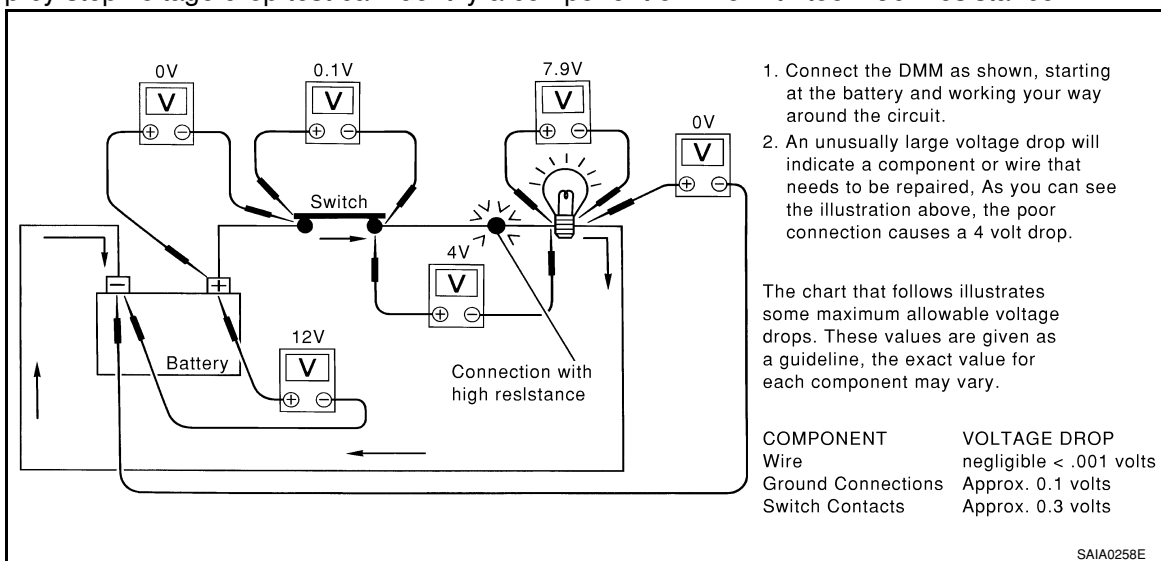 0V
0.1V
7.9V
0V
V
V
V
V
+ −
+ −
+ −
+ −
Switch
4V
V
+ −
− +
Battery
12V
V
+ −
Connection with
high reslstance
1. Connect the DMM as shown, starting
at the battery and working your way
around the circuit.
2. An unusually large voltage drop will
indicate a component or wire that
needs to be repaired, As you can see
the illustration above, the poor
connection causes a 4 volt drop.
The chart that follows illustrates
some maximum allowable voltage
drops. These values are given as
a guideline, the exact value for
each component may vary.
COMPONENT VOLTAGE DROP
Wire negligible < .001 volts
Ground Connections Approx. 0.1 volts
Switch Contacts Approx. 0.3 volts
SAIA0258E